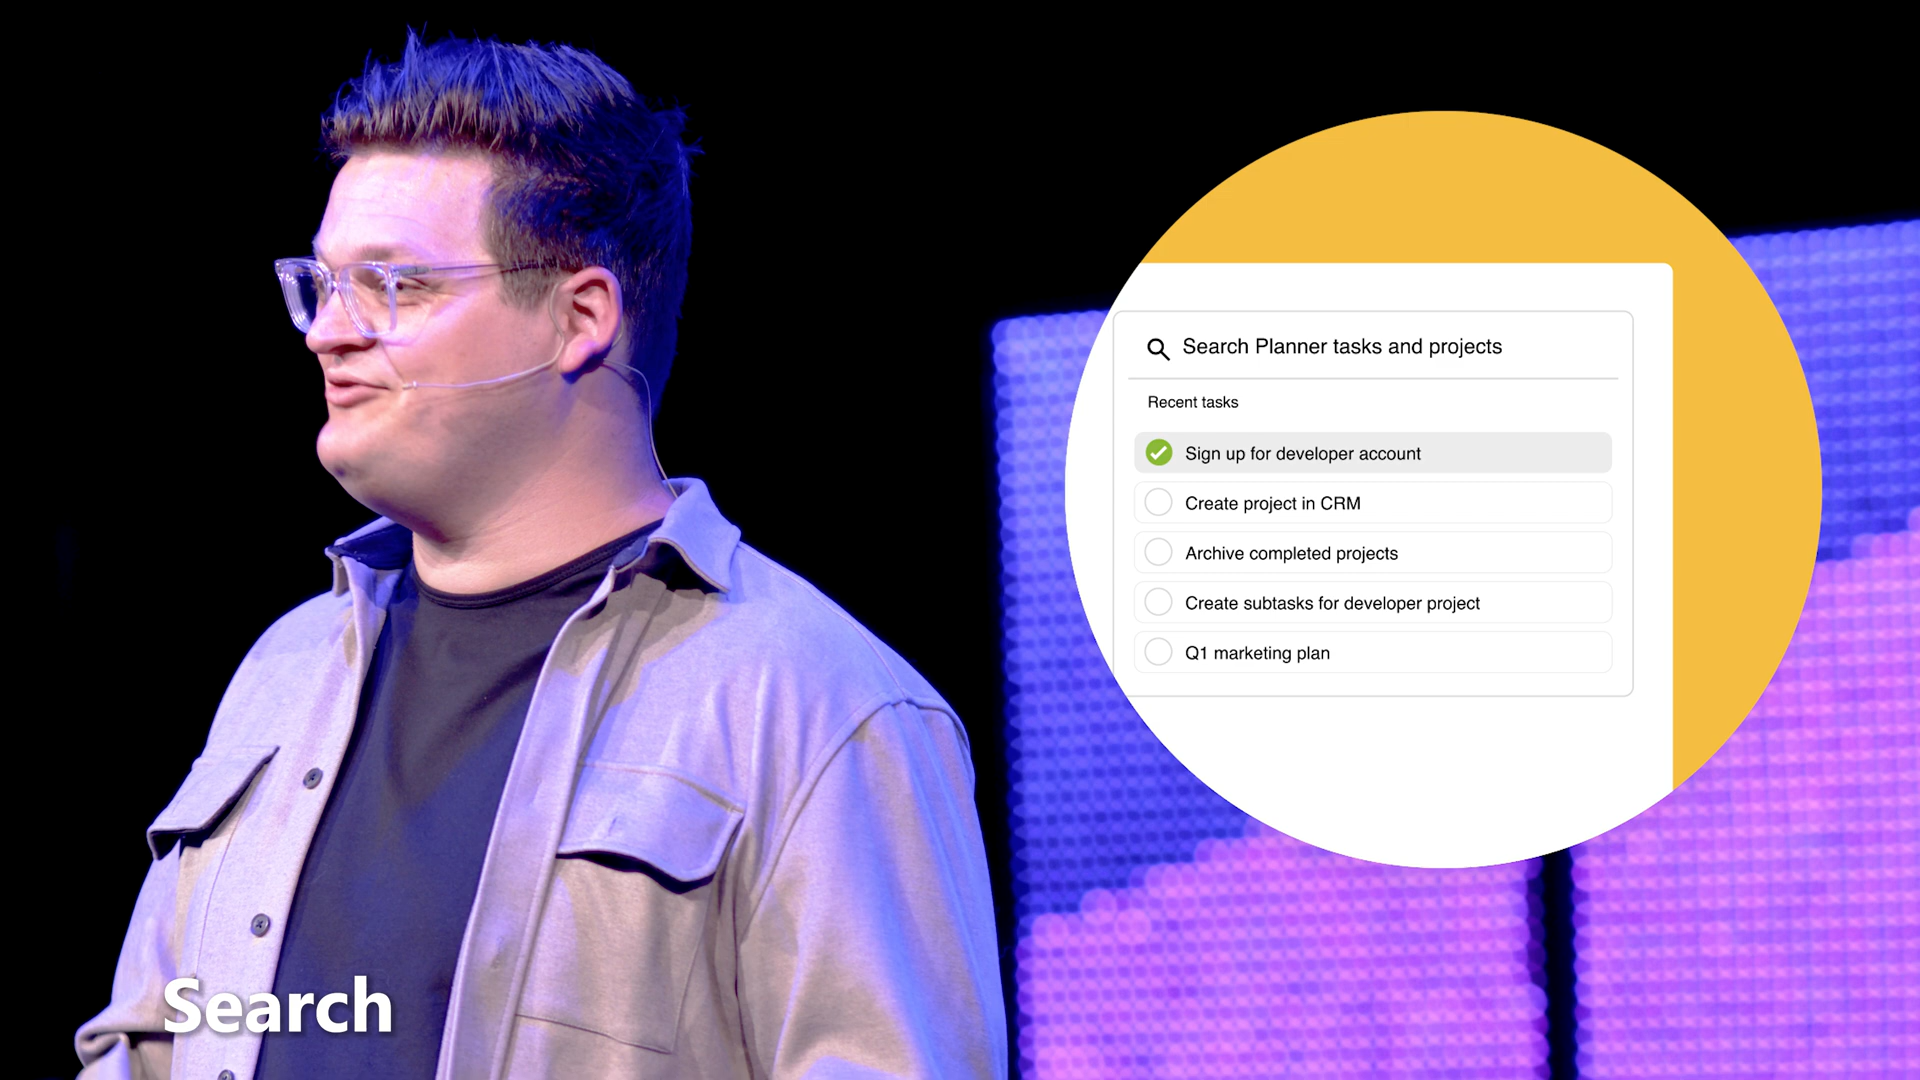 Search Planner tasks and projects
Recent tasks
Sign up for developer account
Create project in CRM
Archive completed projects
Create subtasks for developer project
Q1 marketing plan
Search